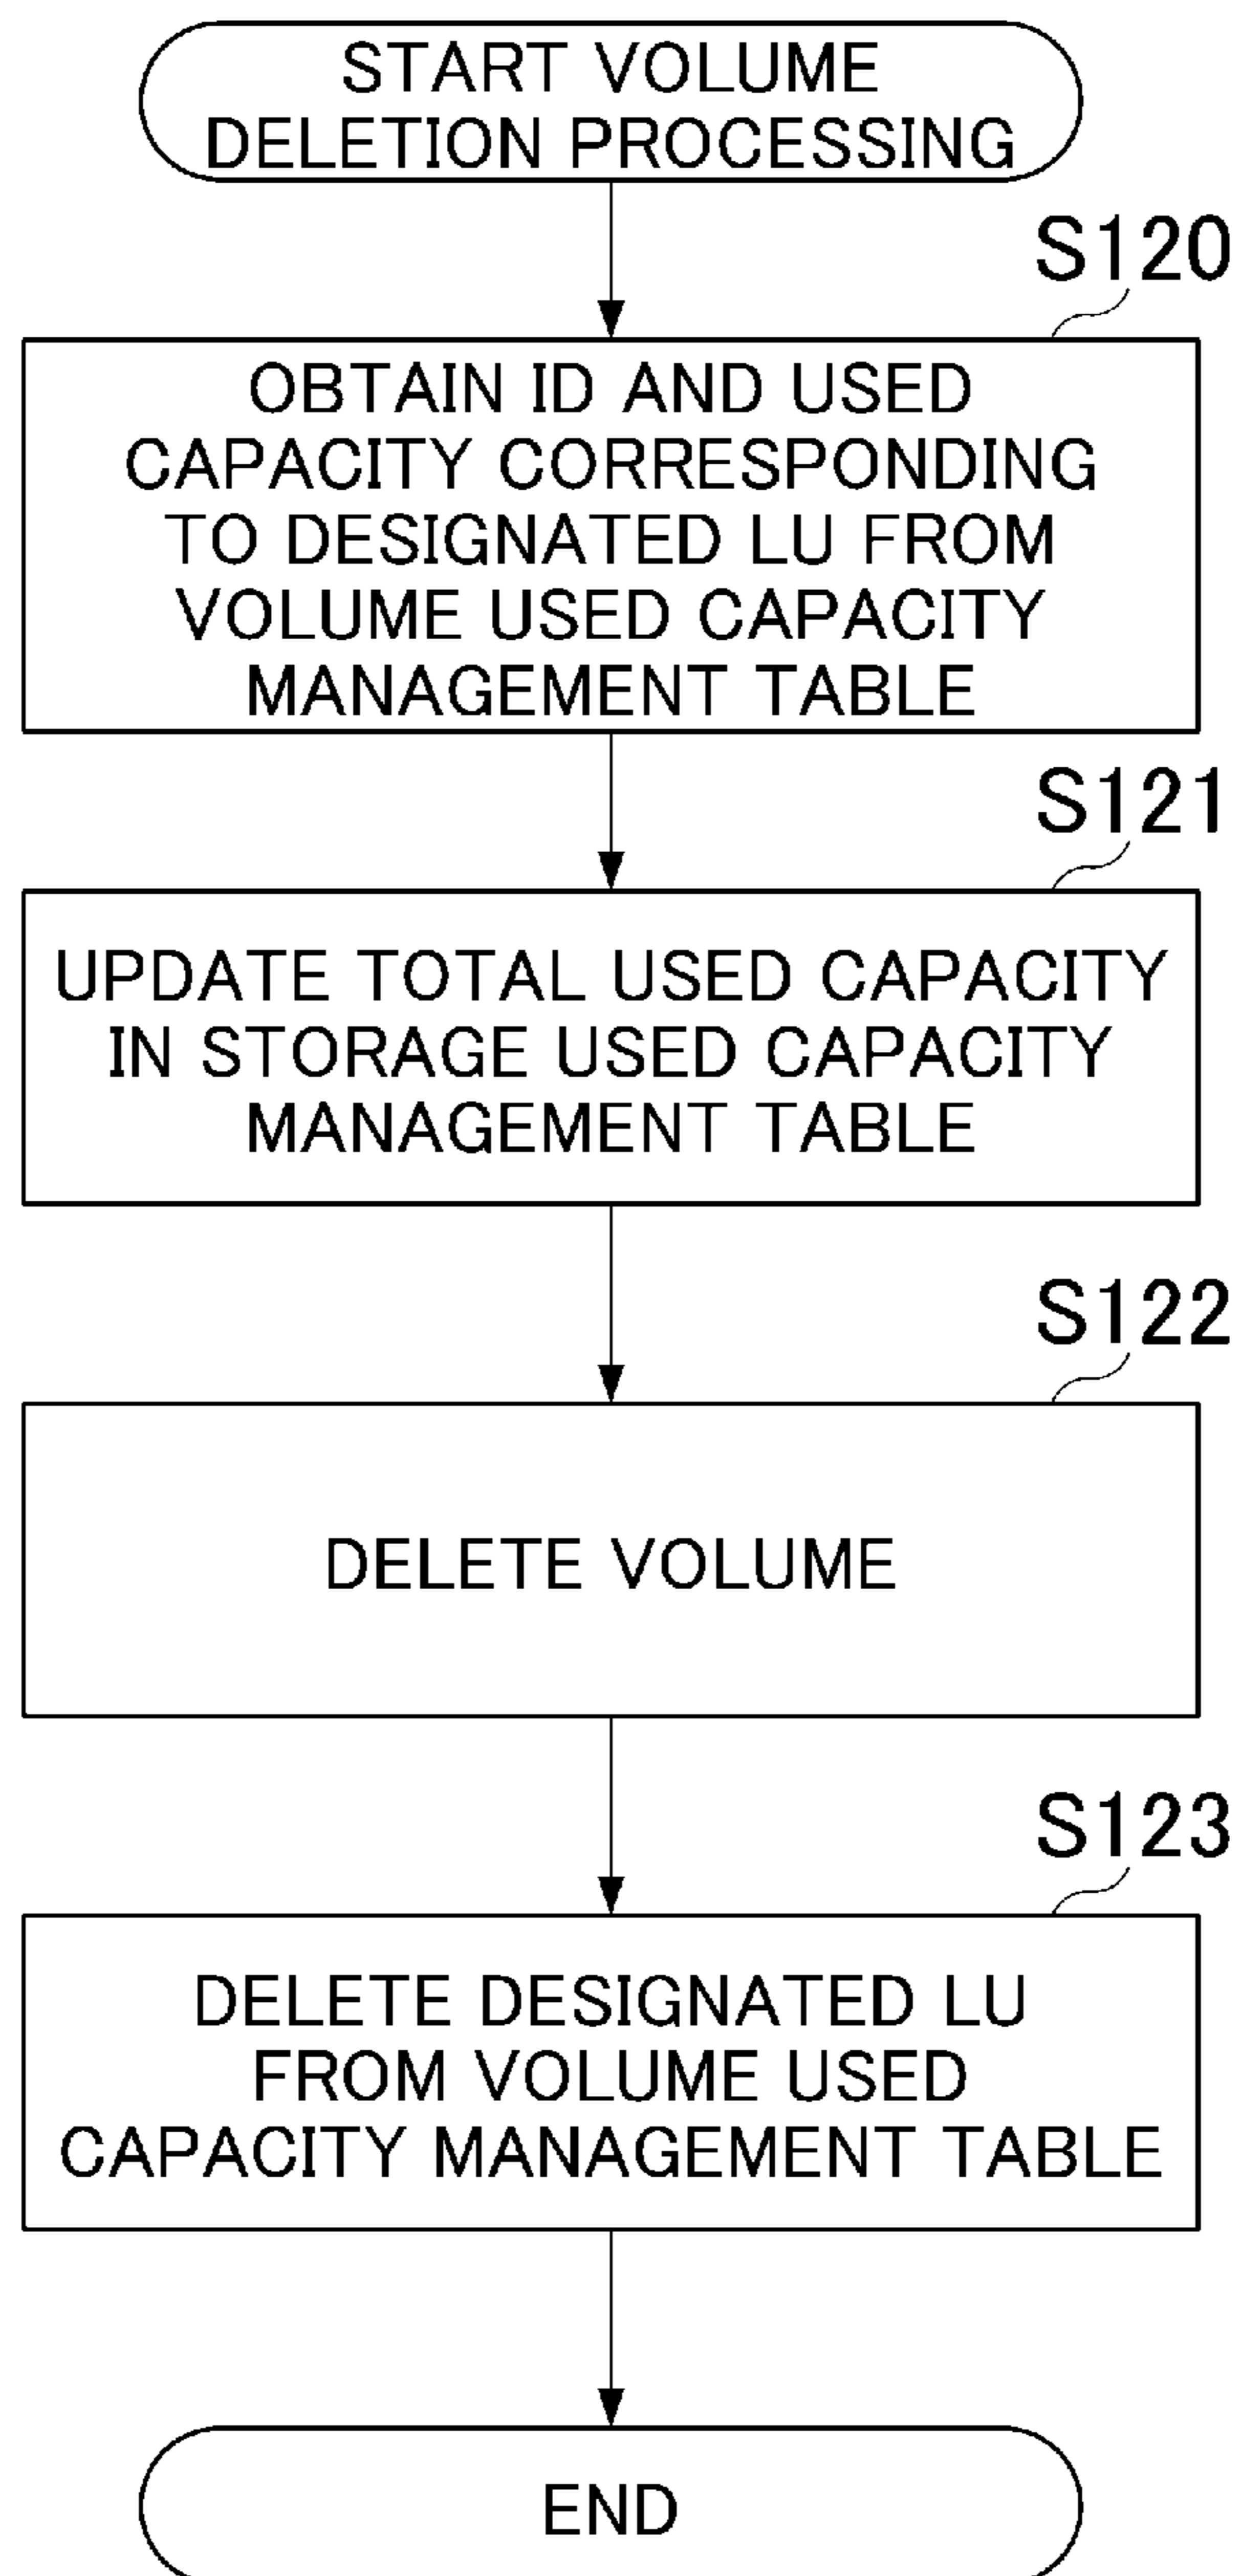 START VOLUME
DELETION PROCESSING
S120
OBTAIN ID AND USED
CAPACITY CORRESPONDING
TO DESIGNATED LU FROM
VOLUME USED CAPACITY
MANAGEMENT TABLE
S121
UPDATE TOTAL USED CAPACITY
IN STORAGE USED CAPACITY
MANAGEMENT TABLE
S122
DELETE VOLUME
S123
DELETE DESIGNATED LU
FROM VOLUME USED
CAPACITY MANAGEMENT TABLE
END